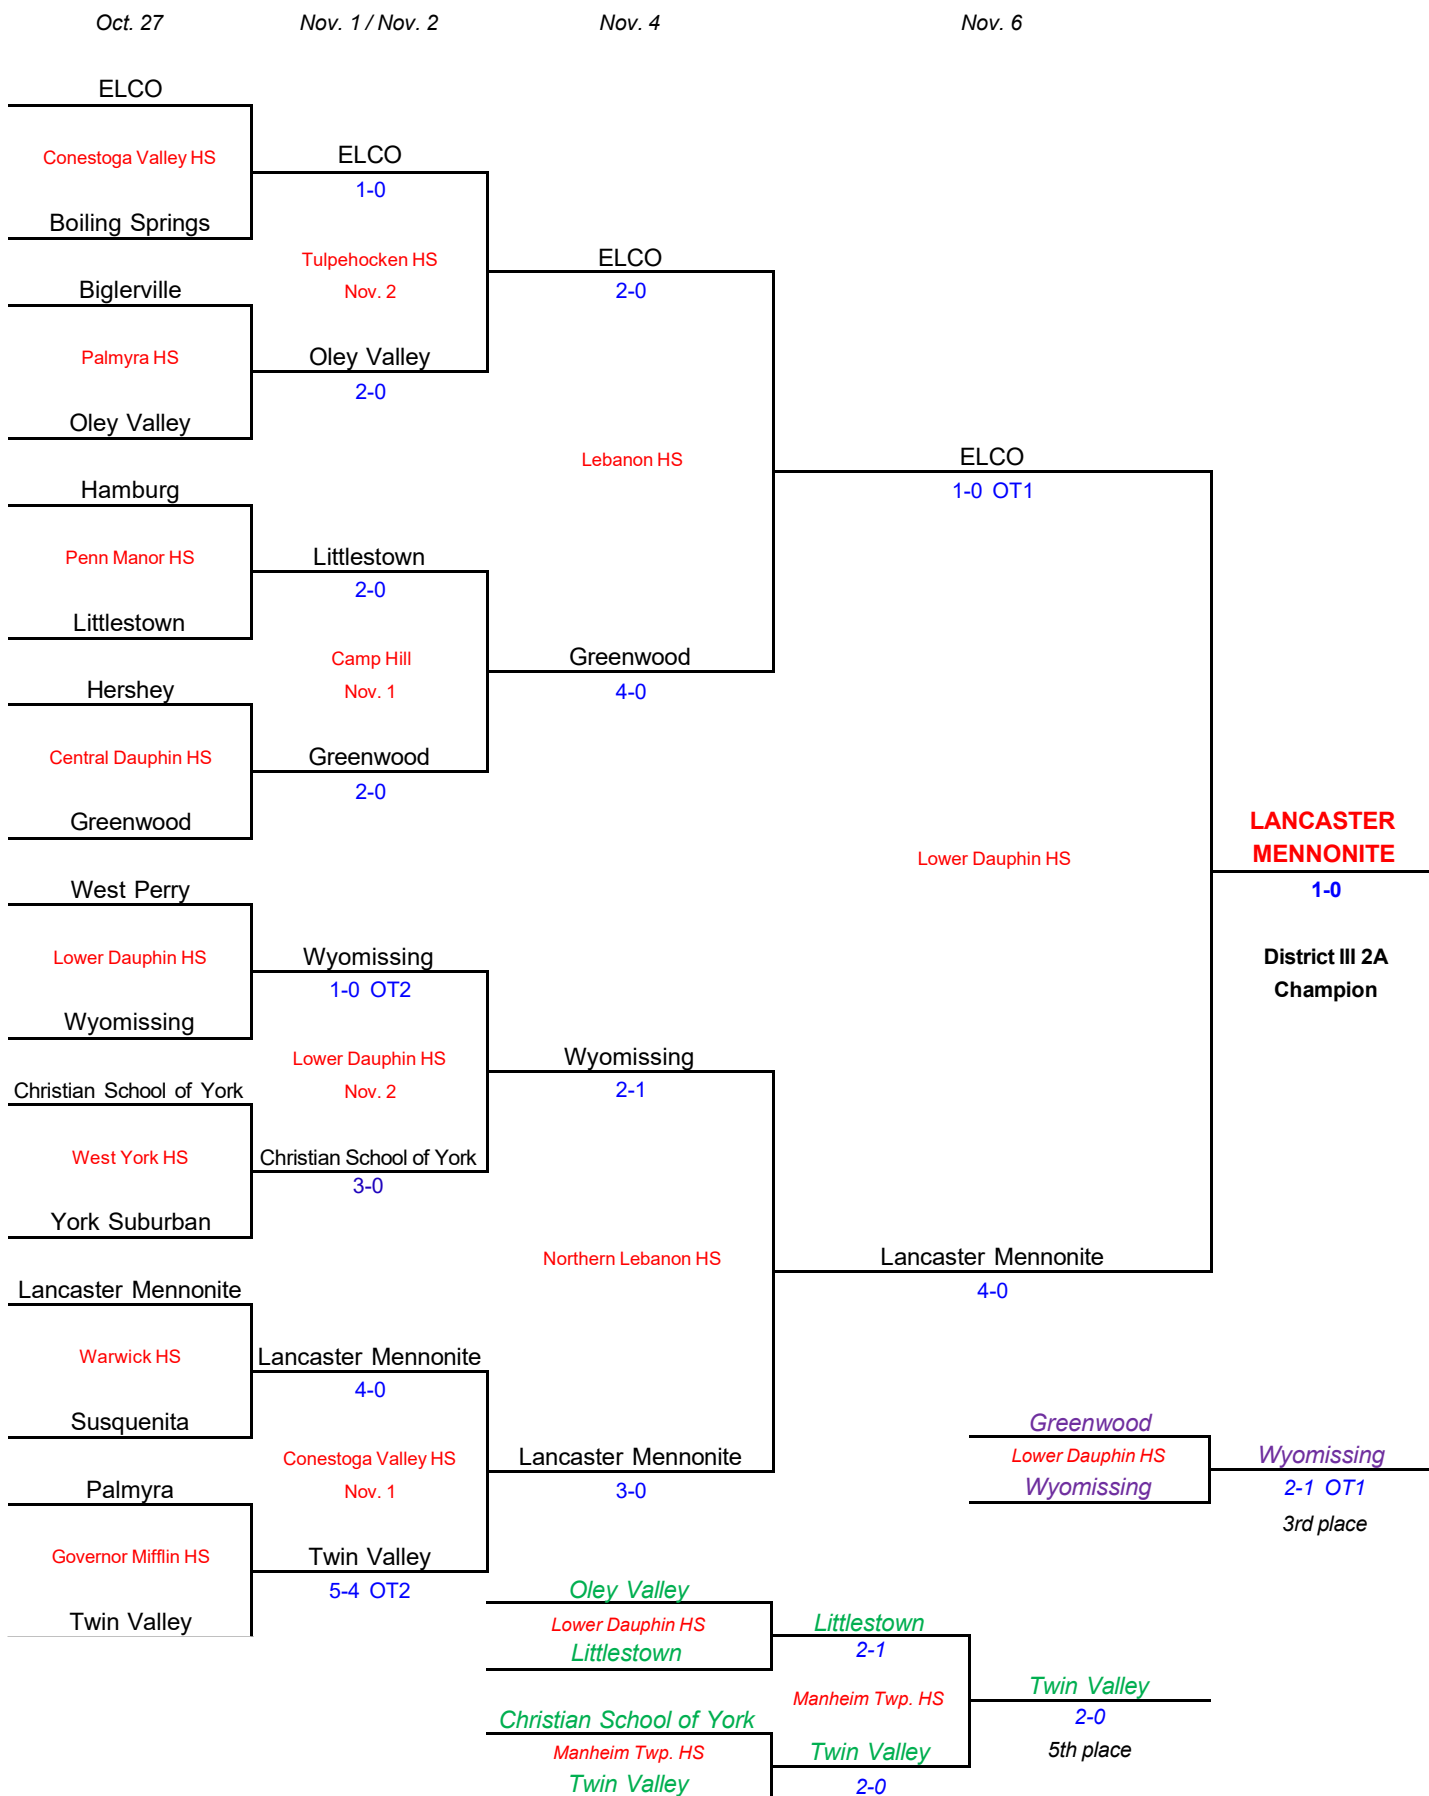 Oct. 27 Nov. 1 / Nov. 2 Nov. 4 Nov. 6
ELCO
Conestoga Valley HS
ELCO
1-0
Boiling Springs
Tulpehocken HS
Nov. 2
ELCO
2-0
Biglerville
Palmyra HS
Oley Valley
2-0
Oley Valley
Lebanon HS
ELCO
1-0 OT1
Hamburg
Penn Manor HS
Littlestown
2-0
Littlestown
Camp Hill
Nov. 1
Greenwood
4-0
Hershey
Central Dauphin HS
Greenwood
2-0
Greenwood
Lower Dauphin HS
LANCASTER
MENNONITE
1-0
District III 2A
Champion
West Perry
Lower Dauphin HS
Wyomissing
1-0 OT2
Wyomissing
Lower Dauphin HS
Nov. 2
Wyomissing
2-1
Christian School of York
West York HS
Christian School of York
3-0
York Suburban
Northern Lebanon HS
Lancaster Mennonite
4-0
Lancaster Mennonite
Warwick HS
Lancaster Mennonite
4-0
Susquenita
Conestoga Valley HS
Nov. 1
Lancaster Mennonite
3-0
Palmyra
Governor Mifflin HS
Twin Valley
5-4 OT2
Twin Valley
Greenwood
Lower Dauphin HS
Wyomissing
Wyomissing
2-1 OT1
3rd place
Oley Valley
Lower Dauphin HS
Littlestown
Littlestown
2-1
Manheim Twp. HS
Twin Valley
2-0
5th place
Christian School of York
Manheim Twp. HS
Twin Valley
Twin Valley
2-0